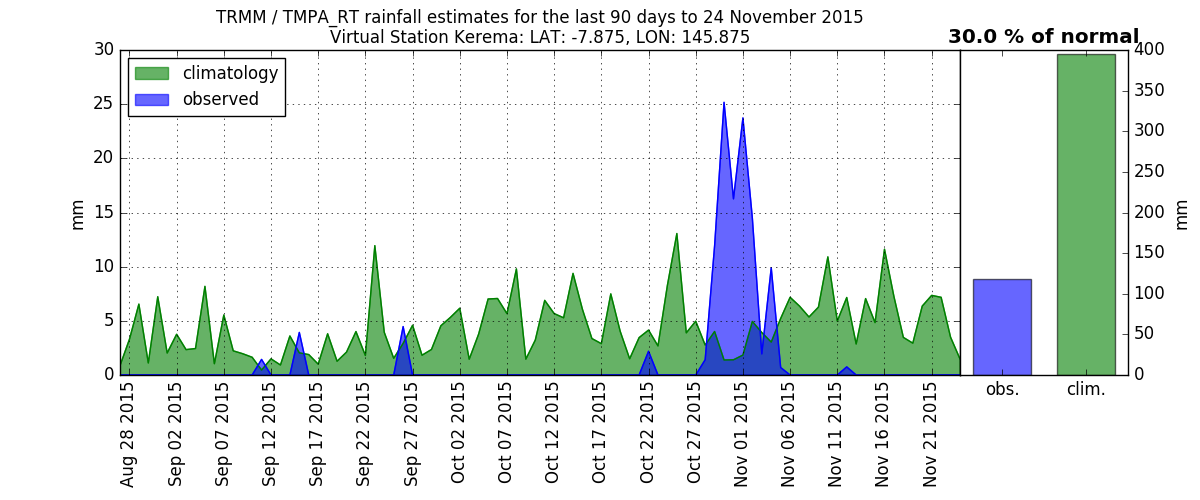 TRMM / TMPA_RT rainfall estimates for the last 90 days to 24 November 2015
Virtual Station Kerema: LAT: -7.875, LON: 145.875
30.0 % of normal
climatology
observed
30
25
20
15
10
5
0
mm
Aug 28 2015
Sep 02 2015
Sep 07 2015
Sep 12 2015
Sep 17 2015
Sep 22 2015
Sep 27 2015
Oct 02 2015
Oct 07 2015
Oct 12 2015
Oct 17 2015
Oct 22 2015
Oct 27 2015
Nov 01 2015
Nov 06 2015
Nov 11 2015
Nov 16 2015
Nov 21 2015
400
350
300
250
200
150
100
50
0
mm
obs.
clim.